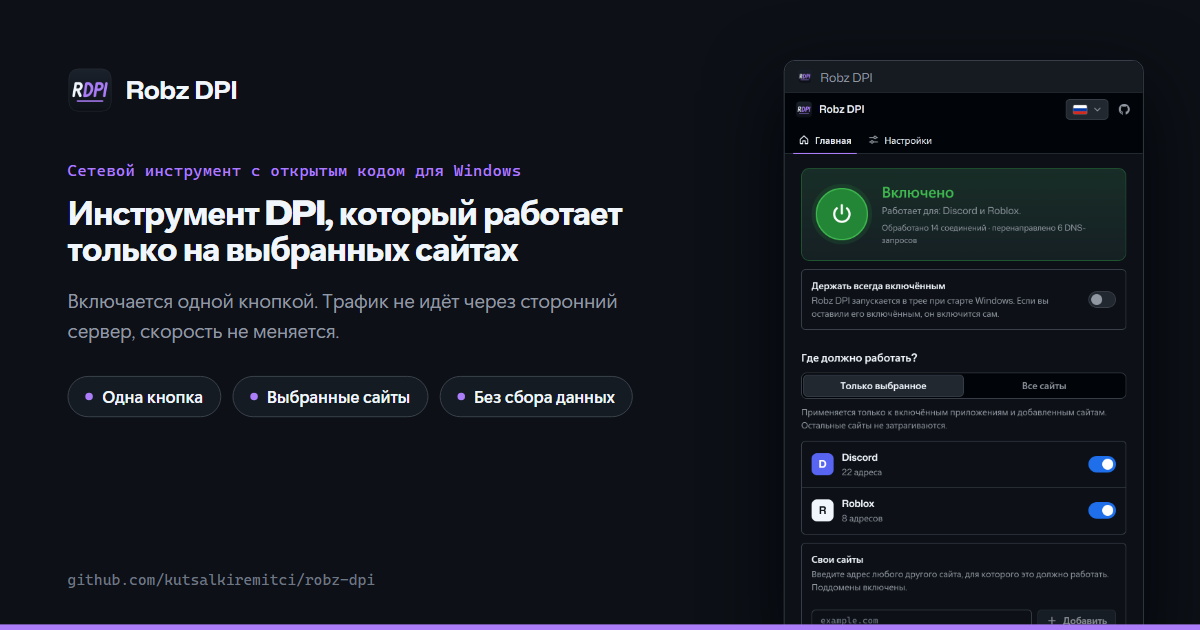 RDPI Robz DPI
Сетевой инструмент с открытым кодом для Windows
Инструмент DPI, который работает
только на выбранных сайтах
Включается одной кнопкой. Трафик не идёт через сторонний
сервер, скорость не меняется.
Одна кнопка
Выбранные сайты
Без сбора данных
github.com/kutsalkiremitci/robz-dpi
RDPI Robz DPI
RDPI Robz DPI
Главная
Настройки
Включено
Работает для: Discord и Roblox.
Обработано 14 соединений · перенаправлено 6 DNS-
запросов
Держать всегда включённым
Robz DPI запускается в трее при старте Windows. Если вы
оставили его включённым, он включится сам.
Где должно работать?
Только выбранное
Все сайты
Применяется только к включённым приложениям и добавленным сайтам.
Остальные сайты не затрагиваются.
D
Discord
22 адреса
R
Roblox
8 адресов
Свои сайты
Введите адрес любого другого сайта, для которого это должно работать.
Поддомены включены.
example.com
+ Добавить